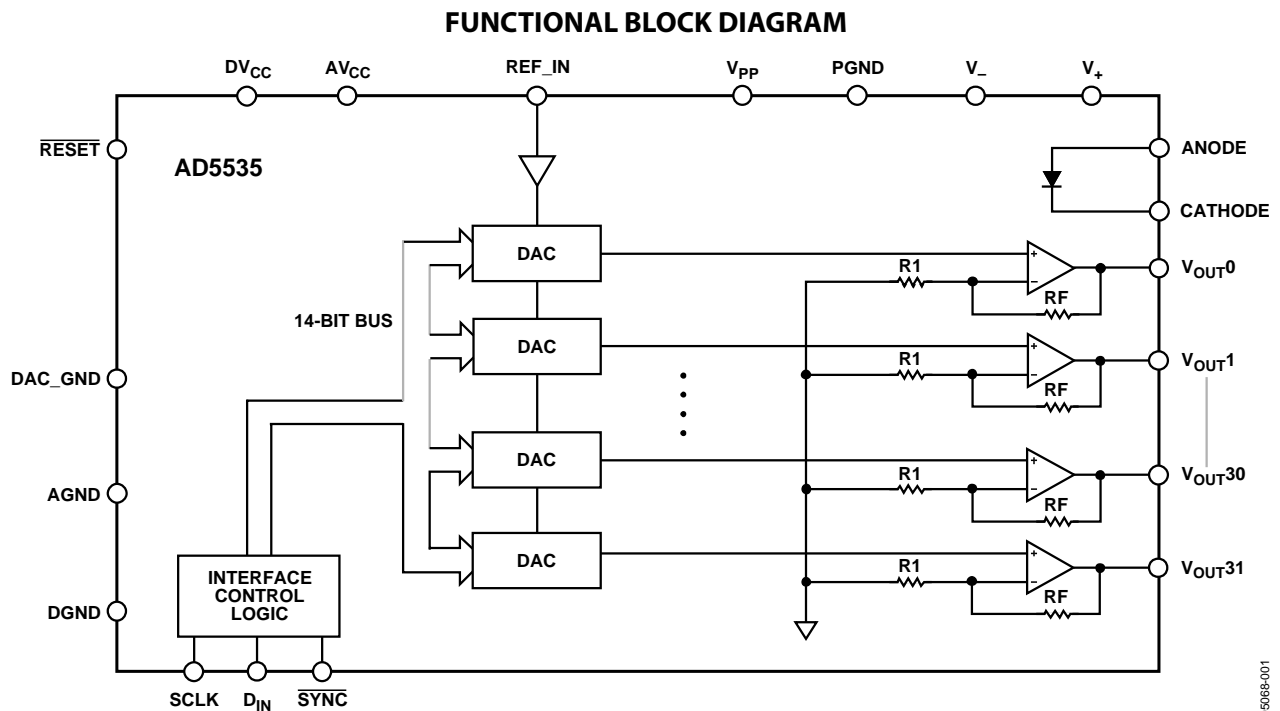 FUNCTIONAL BLOCK DIAGRAM
DVCC AVCC REF_IN VPP PGND V– V+
RESET
AD5535
ANODE
CATHODE
DAC
+
–
R1
RF
VOUT0
14-BIT BUS
DAC
+
–
R1
RF
VOUT1
DAC_GND
DAC
+
–
R1
RF
VOUT30
AGND
DAC
+
–
R1
RF
VOUT31
INTERFACE
CONTROL
LOGIC
DGND
SCLK DIN SYNC
5068-001